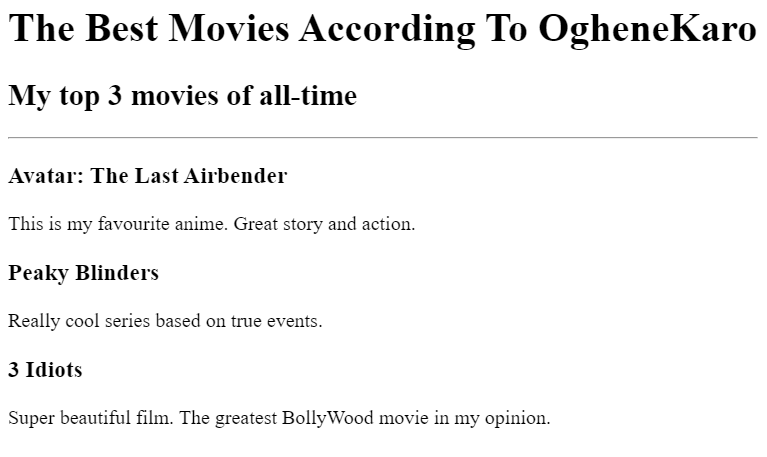 The Best Movies According To OgheneKaro
My top 3 movies of all-time
Avatar: The Last Airbender
This is my favourite anime. Great story and action.
Peaky Blinders
Really cool series based on true events.
3 Idiots
Super beautiful film. The greatest BollyWood movie in my opinion.